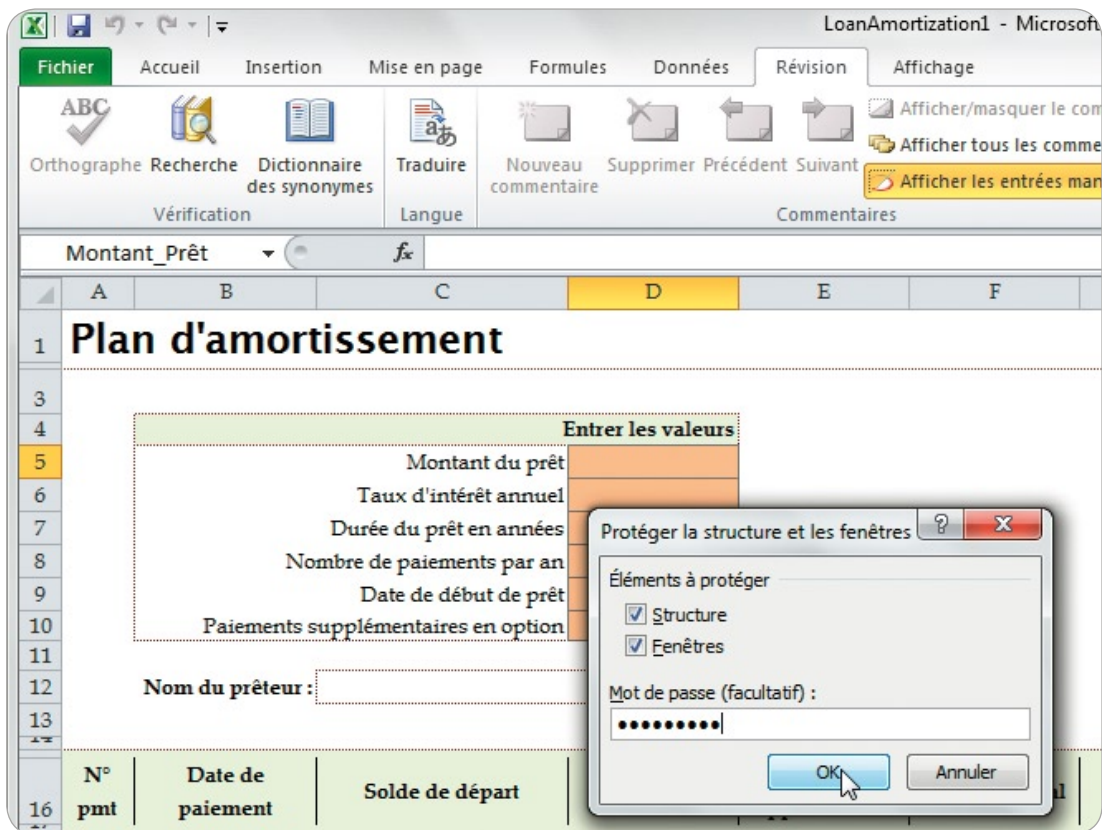 LoanAmortization1 - Microsoft
Fichier Accueil Insertion Mise en page Formules Données Révision Affichage
ABC
Orthographe Recherche Dictionnaire des synonymes Traduire Nouveau commentaire Supprimer Précédent Suivant
Afficher/masquer le com
Afficher tous les comme
Afficher les entrées man
Vérification Langue Commentaires
Montant_Prêt fx
A B C D E F
1 Plan d'amortissement
3
4 Entrer les valeurs
5 Montant du prêt
6 Taux d'intérêt annuel
7 Durée du prêt en années
8 Nombre de paiements par an
9 Date de début de prêt
10 Paiements supplémentaires en option
11
12 Nom du prêteur :
13
16 N° pmt Date de paiement Solde de départ
Protéger la structure et les fenêtres
Éléments à protéger
Structure
Fenêtres
Mot de passe (facultatif) :
•••••••••
OK Annuler